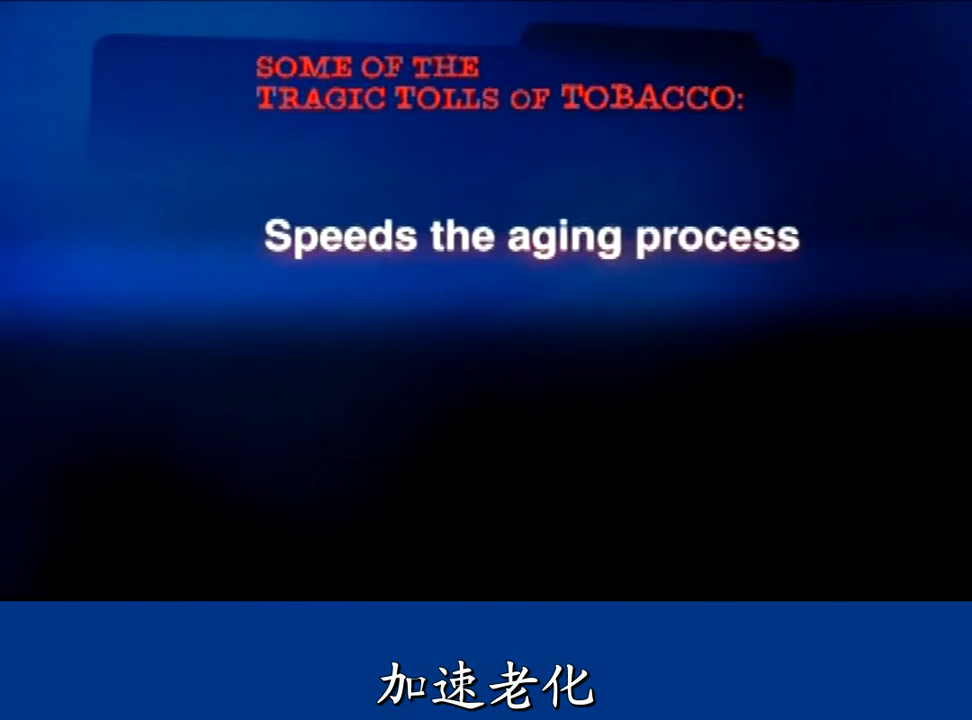 SOME OF THE
TRAGIC TOLLS OF TOBACCO:
Speeds the aging process
加速老化